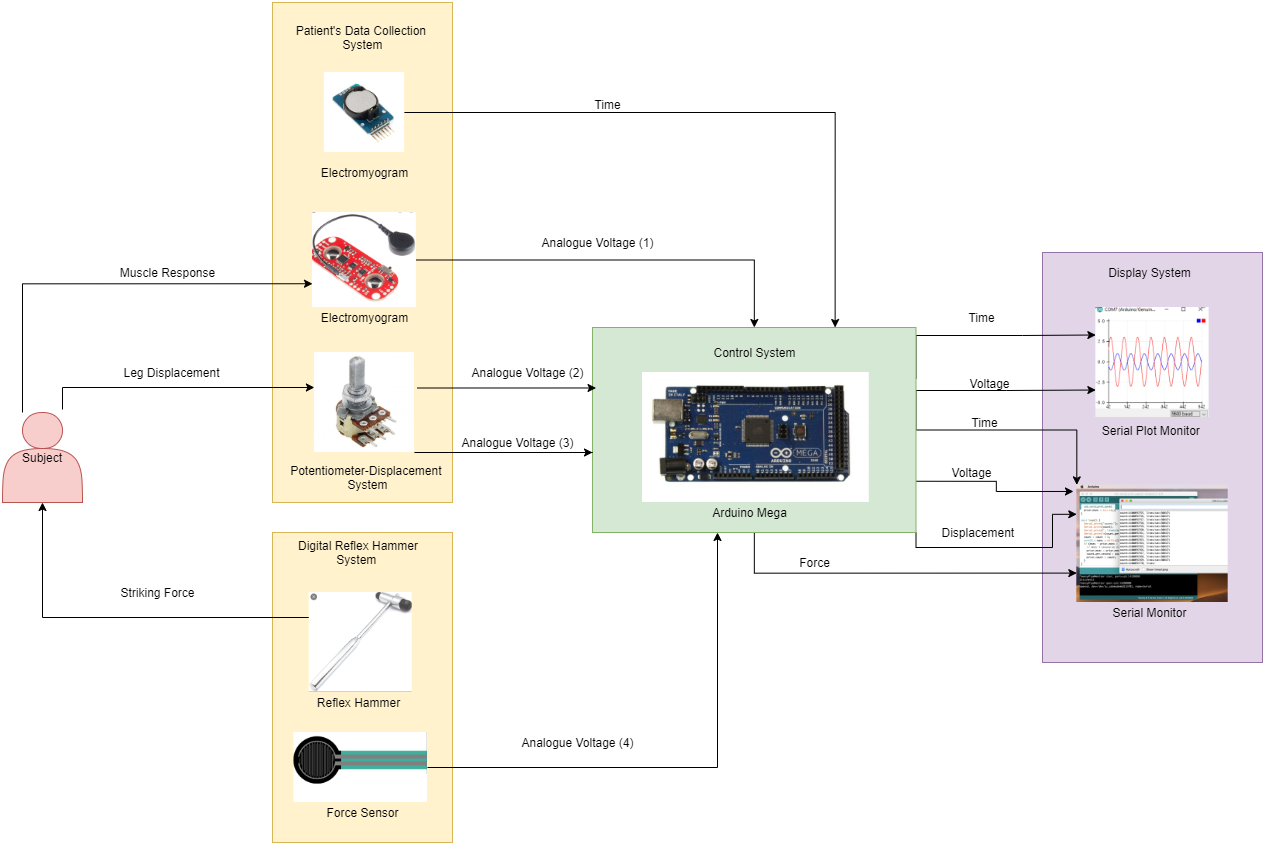 Patient's Data Collection
System
Electromyogram
Time
Electromyogram
Analogue Voltage (1)
Muscle Response
Leg Displacement
Potentiometer-Displacement
System
Analogue Voltage (2)
Analogue Voltage (3)
Subject
Control System
MEGA
ARDUINO
Arduino Mega
Display System
Time
Voltage
Serial Plot Monitor
Time
Voltage
Displacement
Force
Serial Monitor
Digital Reflex Hammer
System
Striking Force
Reflex Hammer
Analogue Voltage (4)
Force Sensor